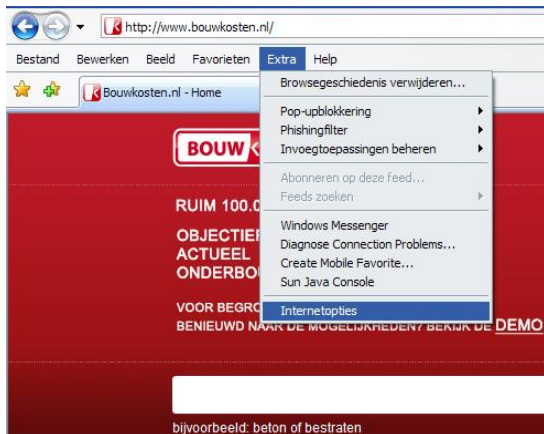 http://www.bouwkosten.nl/
Bestand Bewerken Beeld Favorieten Extra Help
Bouwkosten.nl - Home
Browsegeschiedenis verwijderen...
Pop-upblokkering
Phishingfilter
Invoegtoepassingen beheren
Abonneren op deze feed...
Feeds zoeken
Windows Messenger
Diagnose Connection Problems...
Create Mobile Favorite...
Sun Java Console
Internetopties
BOUW
RUIM 100.0
OBJECTIEF
ACTUEEL
ONDERBO
VOOR BEGRO
BENIEUWD NAAR DE MOGELIJKHEDEN? BEKIJK DE DEMO
bijvoorbeeld: beton of bestraten